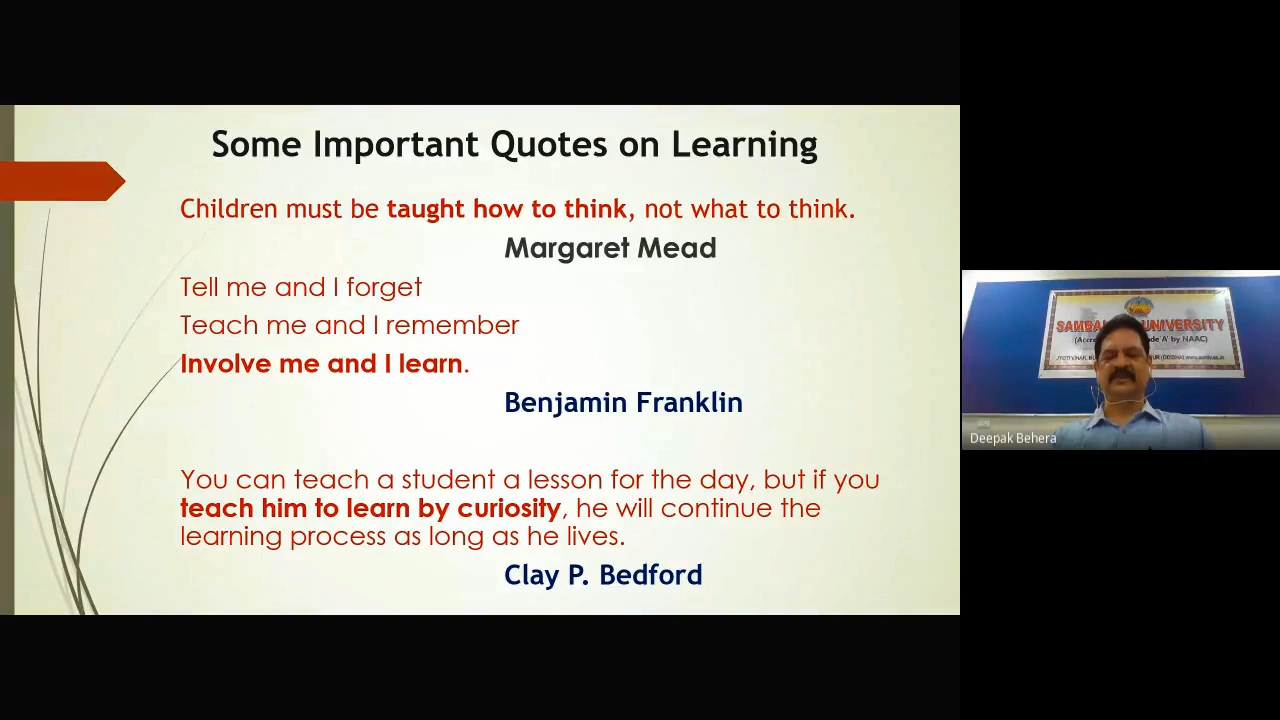 Some Important Quotes on Learning
Children must be taught how to think, not what to think.
Margaret Mead
Tell me and I forget
Teach me and I remember
Involve me and I learn.
Benjamin Franklin
You can teach a student a lesson for the day, but if you
teach him to learn by curiosity, he will continue the
learning process as long as he lives.
Clay P. Bedford
UNIVERSITY
by NAAC)
Deepak Behera